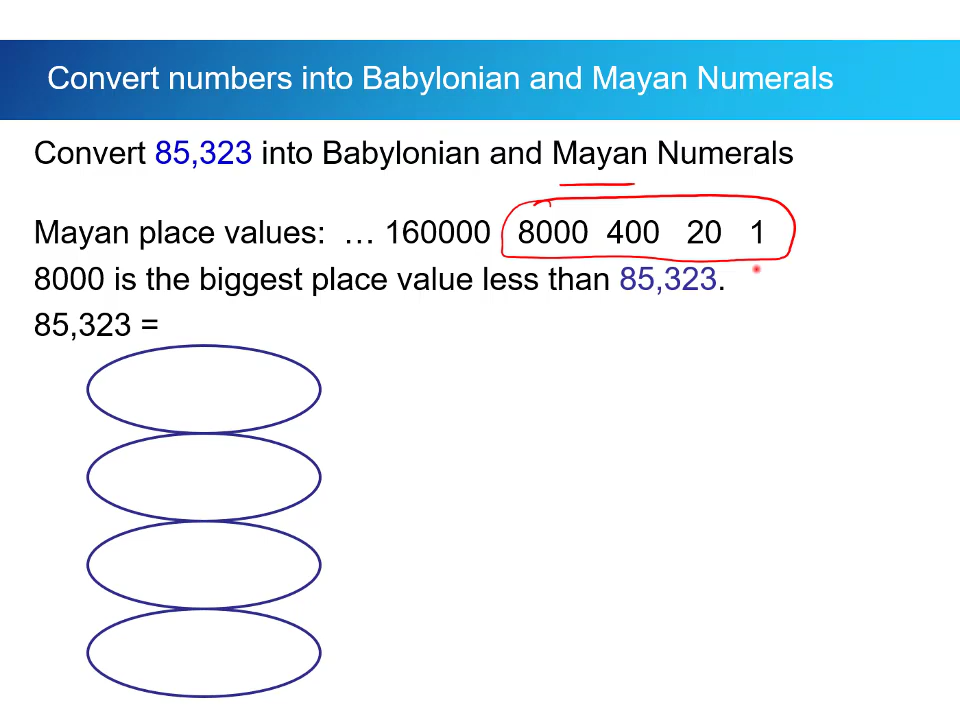 Convert numbers into Babylonian and Mayan Numerals
Convert 85,323 into Babylonian and Mayan Numerals
Mayan place values: … 160000 8000 400 20 1
8000 is the biggest place value less than 85,323.
85,323 =